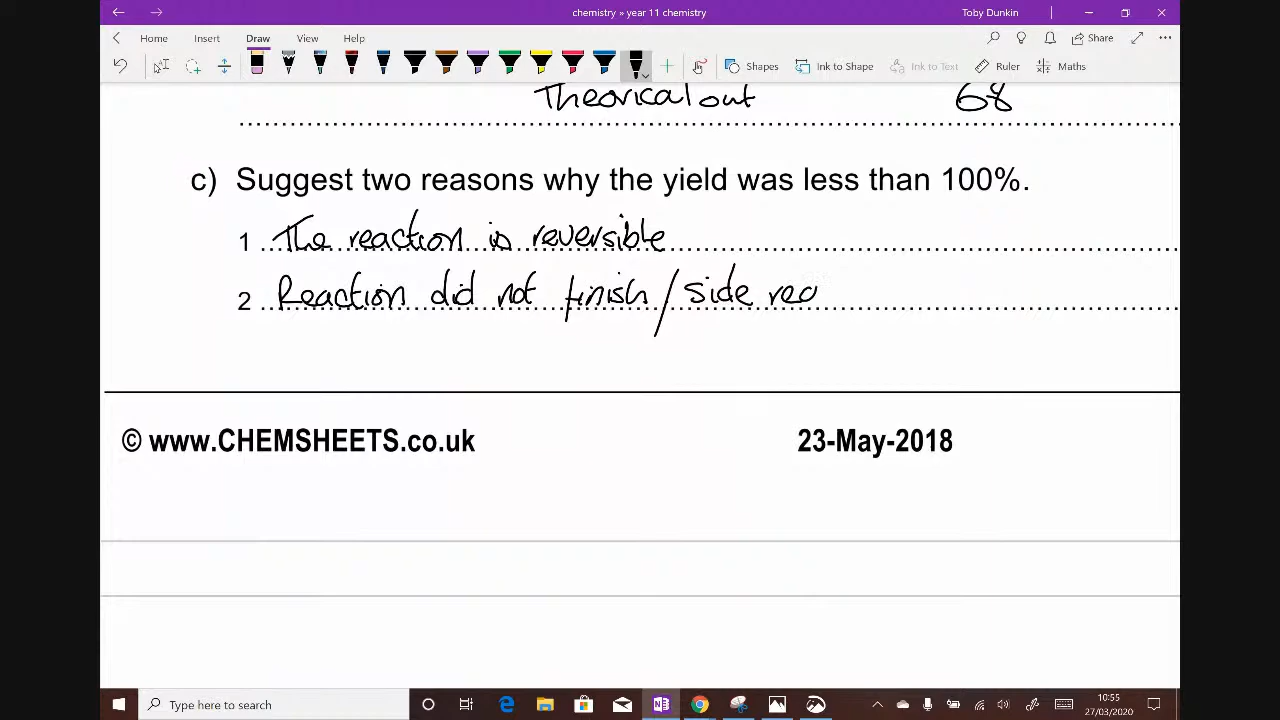 chemistry » year 11 chemistry
Toby Dunkin
Home Insert Draw View Help
Share
Shapes Ink to Shape Ink to Text Ruler Maths
Theorical out 68
c) Suggest two reasons why the yield was less than 100%.
1 The reaction is reversible
2 Reaction did not finish / side rea
© www.CHEMSHEETS.co.uk 23-May-2018
Type here to search
10:55
27/03/2020